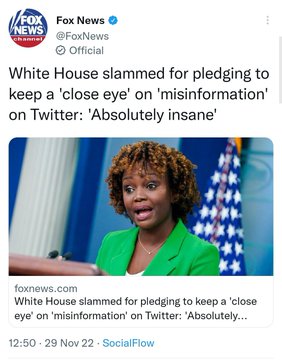 FOX
NEWS
channel
Fox News
@FoxNews
Official
White House slammed for pledging to
keep a 'close eye' on 'misinformation'
on Twitter: 'Absolutely insane'
foxnews.com
White House slammed for pledging to keep a 'close
eye' on 'misinformation' on Twitter: 'Absolutely...
12:50 · 29 Nov 22 · SocialFlow